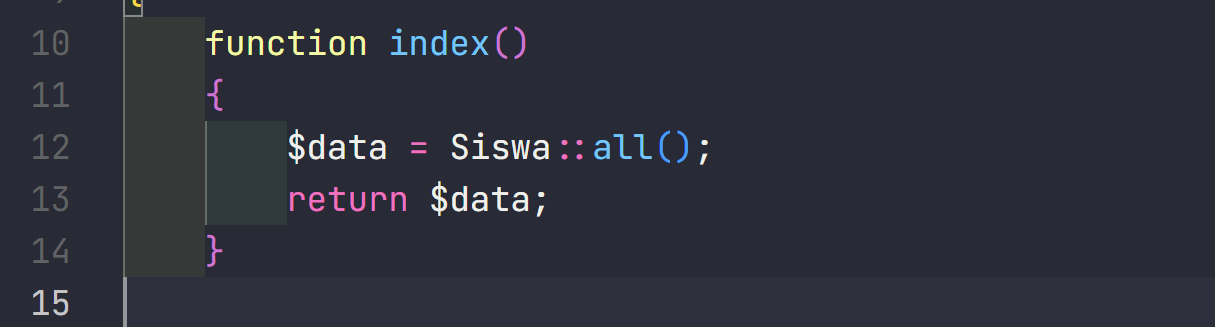 {
10 function index()
11 {
12 $data = Siswa::all();
13 return $data;
14 }
15